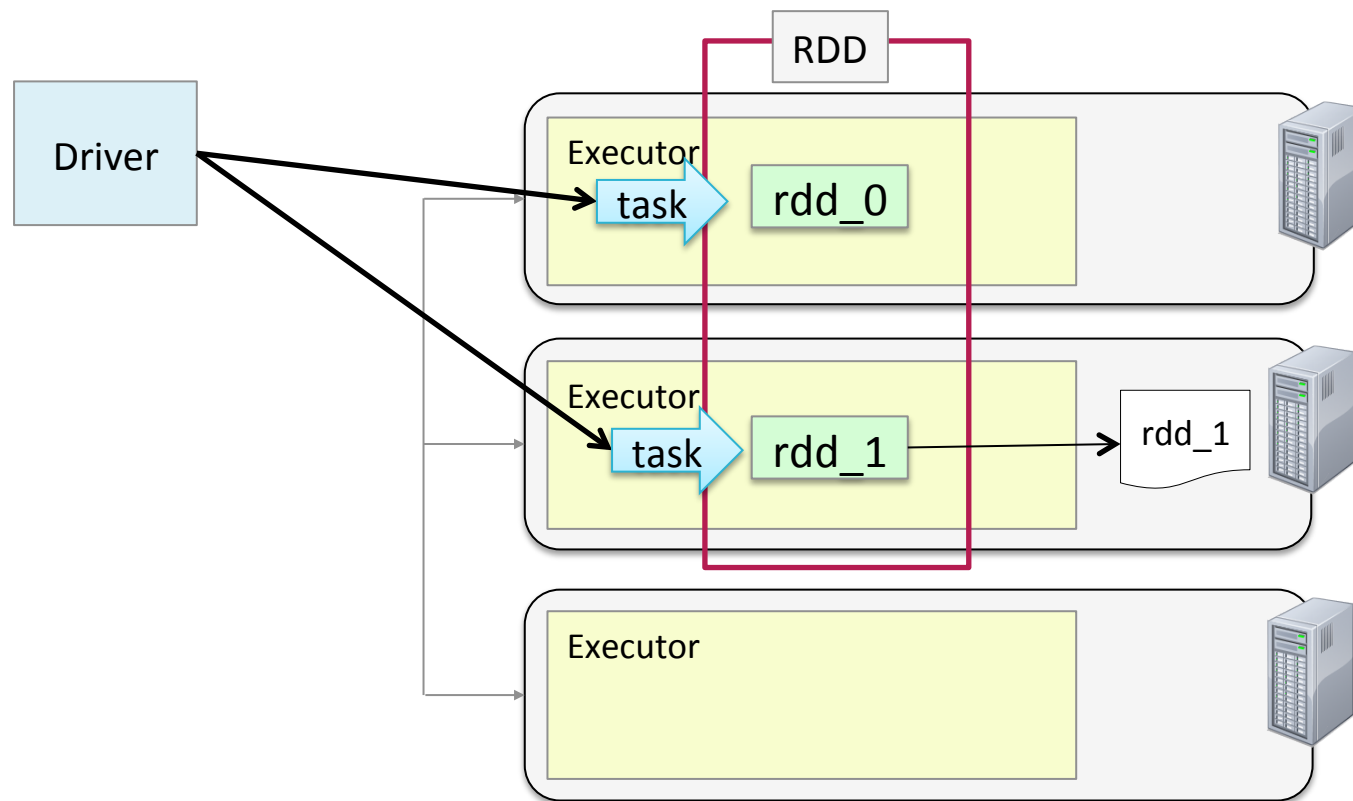 RDD
Driver
Executor
task
rdd_0
Executor
task
rdd_1
rdd_1
Executor